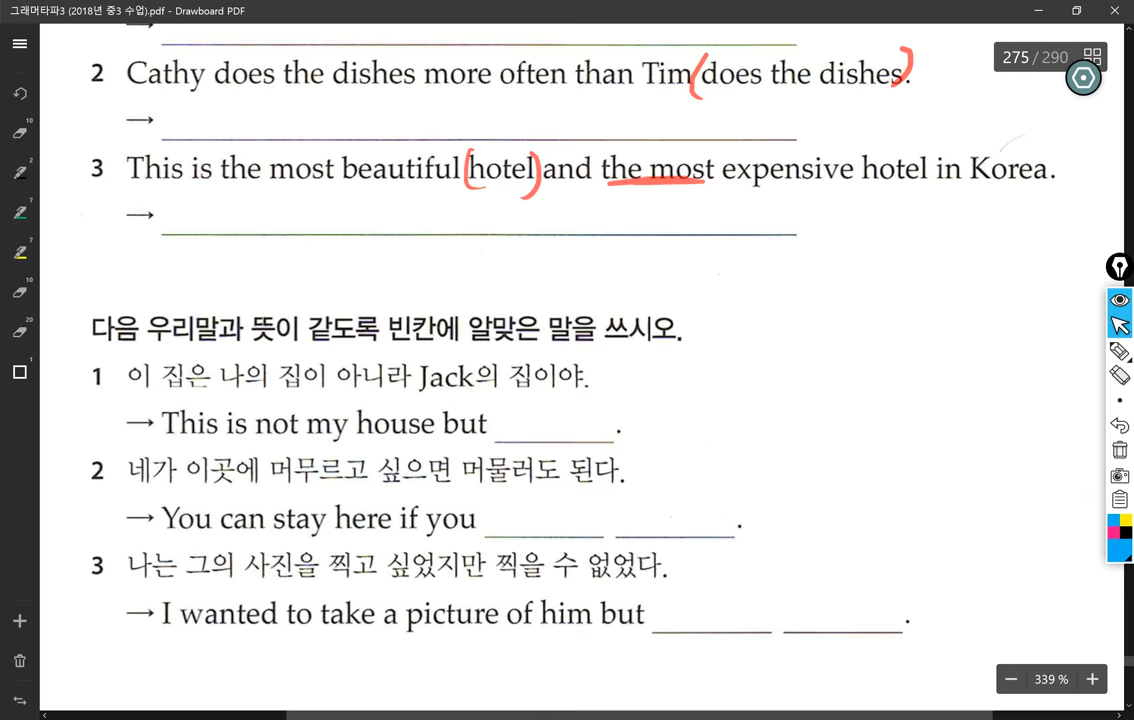 그래머타파3 (2018년 중3 수업).pdf - Drawboard PDF
275 / 290
2 Cathy does the dishes more often than Tim (does the dishes).
→
3 This is the most beautiful (hotel) and the most expensive hotel in Korea.
→
다음 우리말과 뜻이 같도록 빈칸에 알맞은 말을 쓰시오.
1 이 집은 나의 집이 아니라 Jack의 집이야.
→ This is not my house but ________.
2 네가 이곳에 머무르고 싶으면 머물러도 된다.
→ You can stay here if you ________ ________.
3 나는 그의 사진을 찍고 싶었지만 찍을 수 없었다.
→ I wanted to take a picture of him but ________ ________.
10
2
7
7
10
20
1
339 %